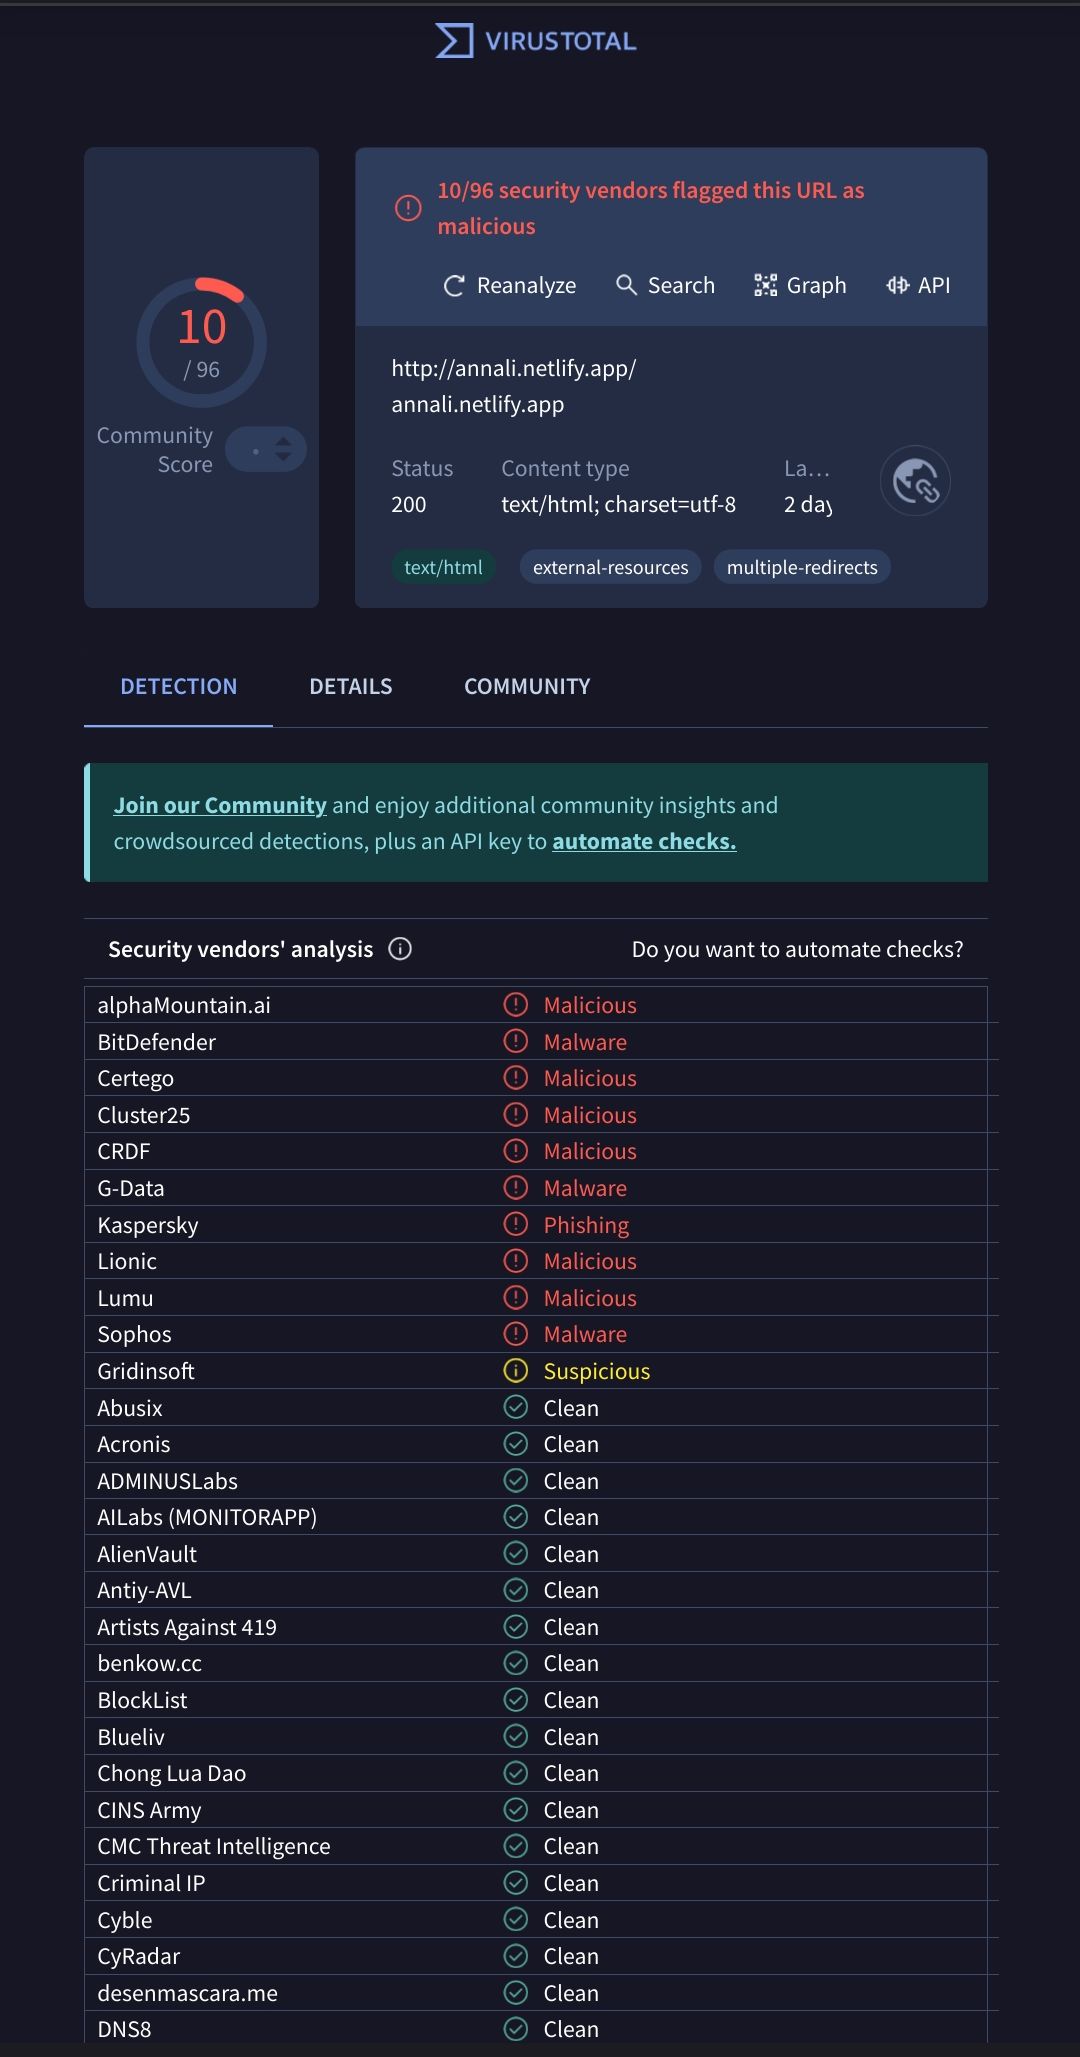 VIRUSTOTAL
10/96 security vendors flagged this URL as
malicious
Reanalyze Search Graph API
10
/ 96
Community
Score
http://annali.netlify.app/
annali.netlify.app
Status Content type La...
200 text/html; charset=utf-8 2 day
text/html external-resources multiple-redirects
DETECTION DETAILS COMMUNITY
Join our Community and enjoy additional community insights and
crowdsourced detections, plus an API key to automate checks.
Security vendors' analysis Do you want to automate checks?
alphaMountain.ai Malicious
BitDefender Malware
Certego Malicious
Cluster25 Malicious
CRDF Malicious
G-Data Malware
Kaspersky Phishing
Lionic Malicious
Lumu Malicious
Sophos Malware
Gridinsoft Suspicious
Abusix Clean
Acronis Clean
ADMINUSLabs Clean
AILabs (MONITORAPP) Clean
AlienVault Clean
Antiy-AVL Clean
Artists Against 419 Clean
benkow.cc Clean
BlockList Clean
Blueliv Clean
Chong Lua Dao Clean
CINS Army Clean
CMC Threat Intelligence Clean
Criminal IP Clean
Cyble Clean
CyRadar Clean
desenmascara.me Clean
DNS8 Clean